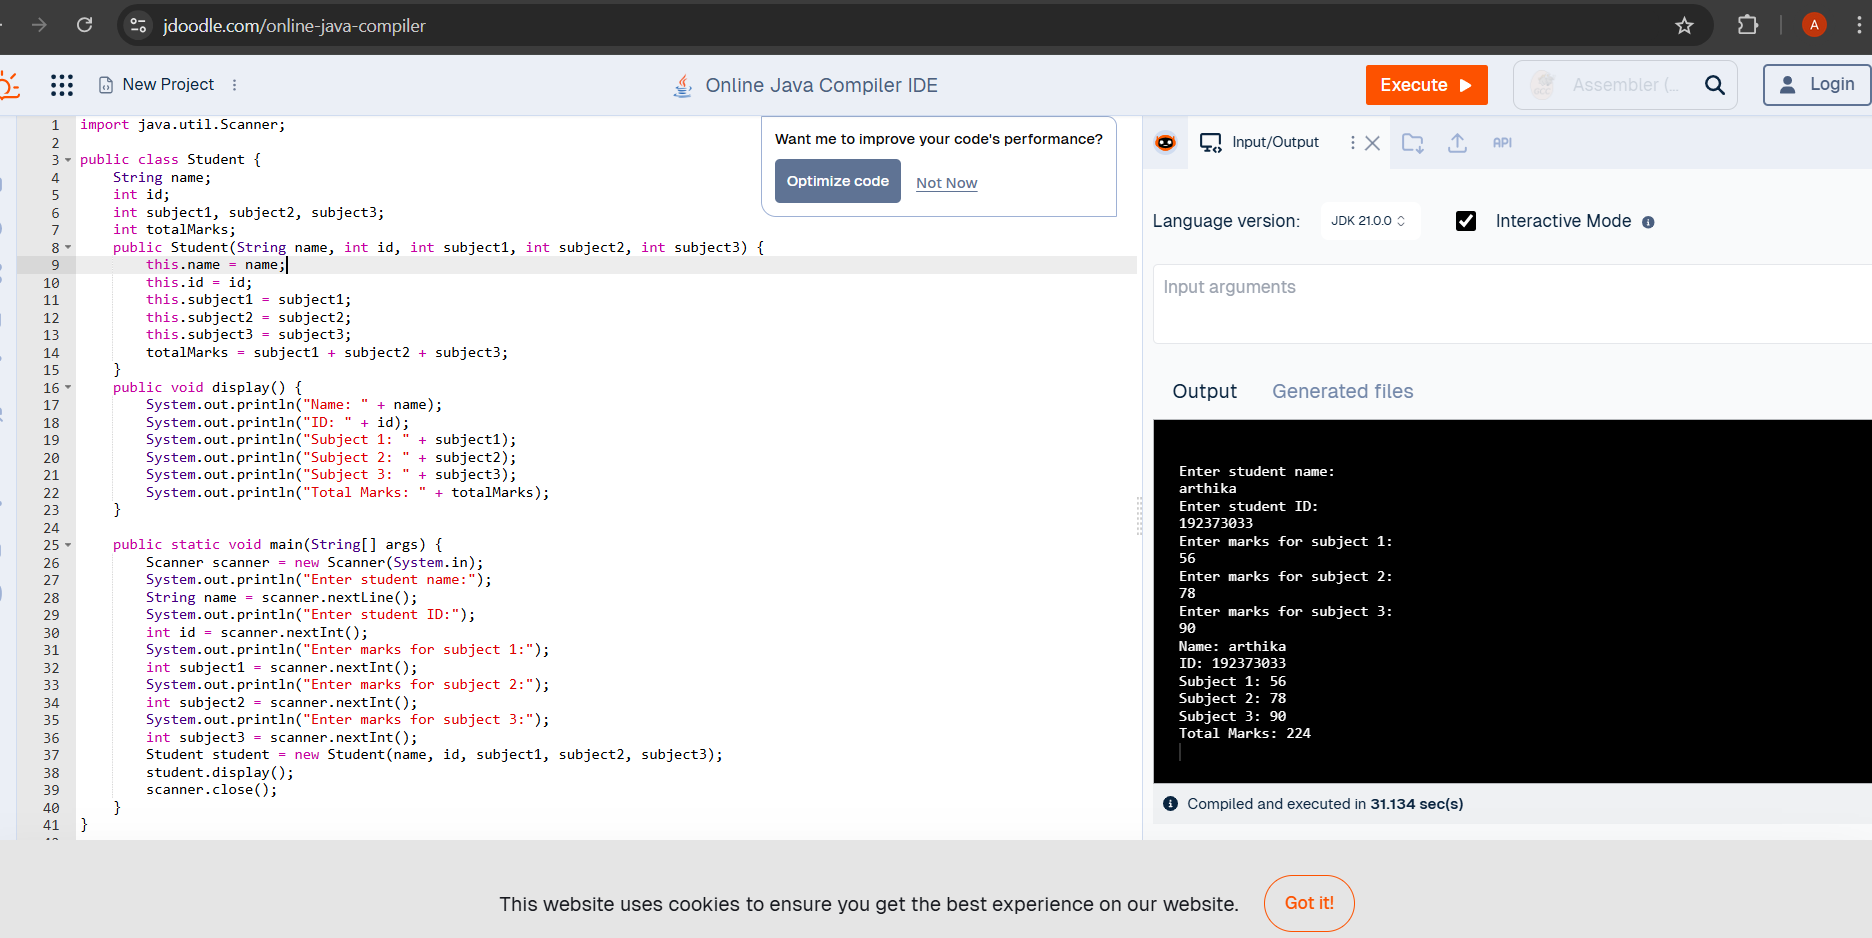 jdoodle.com/online-java-compiler
A
New Project
Online Java Compiler IDE
Execute
Assembler (...
Login
1 import java.util.Scanner;
2
3 public class Student {
4 String name;
5 int id;
6 int subject1, subject2, subject3;
7 int totalMarks;
8 public Student(String name, int id, int subject1, int subject2, int subject3) {
9 this.name = name;
10 this.id = id;
11 this.subject1 = subject1;
12 this.subject2 = subject2;
13 this.subject3 = subject3;
14 totalMarks = subject1 + subject2 + subject3;
15 }
16 public void display() {
17 System.out.println("Name: " + name);
18 System.out.println("ID: " + id);
19 System.out.println("Subject 1: " + subject1);
20 System.out.println("Subject 2: " + subject2);
21 System.out.println("Subject 3: " + subject3);
22 System.out.println("Total Marks: " + totalMarks);
23 }
24
25 public static void main(String[] args) {
26 Scanner scanner = new Scanner(System.in);
27 System.out.println("Enter student name:");
28 String name = scanner.nextLine();
29 System.out.println("Enter student ID:");
30 int id = scanner.nextInt();
31 System.out.println("Enter marks for subject 1:");
32 int subject1 = scanner.nextInt();
33 System.out.println("Enter marks for subject 2:");
34 int subject2 = scanner.nextInt();
35 System.out.println("Enter marks for subject 3:");
36 int subject3 = scanner.nextInt();
37 Student student = new Student(name, id, subject1, subject2, subject3);
38 student.display();
39 scanner.close();
40 }
41 }
Want me to improve your code's performance?
Optimize code
Not Now
Input/Output
API
Language version:
JDK 21.0.0
Interactive Mode
Input arguments
Output
Generated files
Enter student name:
arthika
Enter student ID:
192373033
Enter marks for subject 1:
56
Enter marks for subject 2:
78
Enter marks for subject 3:
90
Name: arthika
ID: 192373033
Subject 1: 56
Subject 2: 78
Subject 3: 90
Total Marks: 224
Compiled and executed in 31.134 sec(s)
This website uses cookies to ensure you get the best experience on our website.
Got it!